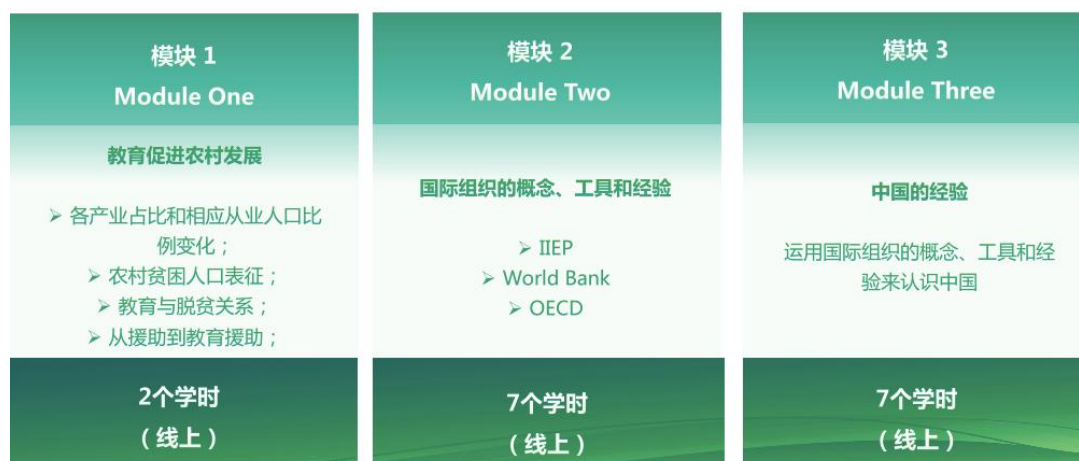 模块 1
Module One
教育促进农村发展
➢ 各产业占比和相应从业人口比
例变化；
➢ 农村贫困人口表征；
➢ 教育与脱贫关系；
➢ 从援助到教育援助；
2个学时
（线上）
模块 2
Module Two
国际组织的概念、工具和经验
➢ IIEP
➢ World Bank
➢ OECD
7个学时
（线上）
模块 3
Module Three
中国的经验
运用国际组织的概念、工具和经
验来认识中国
7个学时
（线上）